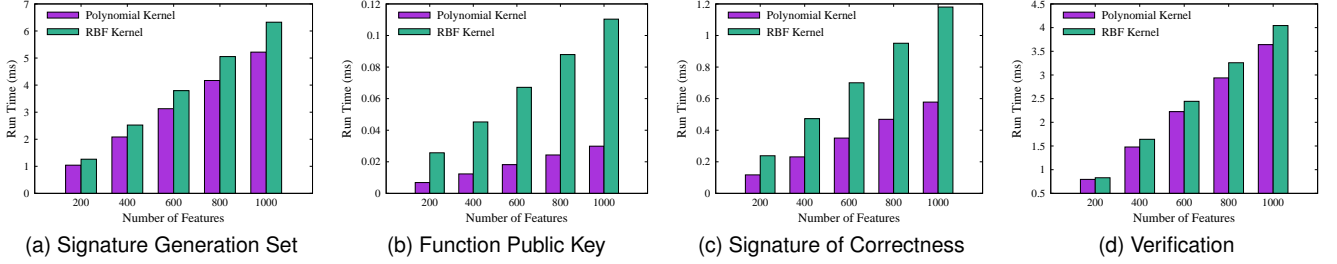 7
6
5
4
3
2
1
0
Run Time (ms)
Polynomial Kernel
RBF Kernel
200 400 600 800 1000
Number of Features
(a) Signature Generation Set
0.12
0.1
0.08
0.06
0.04
0.02
0
Run Time (ms)
Polynomial Kernel
RBF Kernel
200 400 600 800 1000
Number of Features
(b) Function Public Key
1.2
1
0.8
0.6
0.4
0.2
0
Run Time (ms)
Polynomial Kernel
RBF Kernel
200 400 600 800 1000
Number of Features
(c) Signature of Correctness
4.5
4
3.5
3
2.5
2
1.5
1
0.5
Run Time (ms)
Polynomial Kernel
RBF Kernel
200 400 600 800 1000
Number of Features
(d) Verification